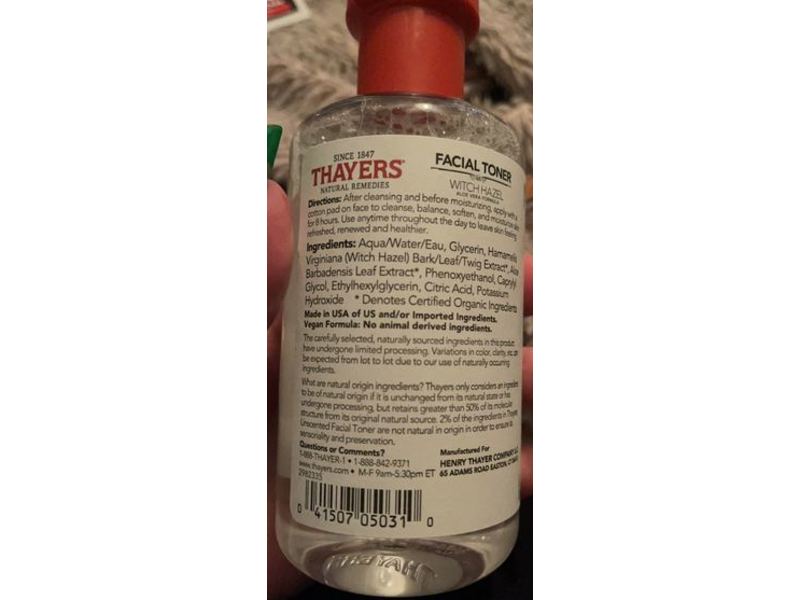 SINCE 1847
THAYERS
NATURAL REMEDIES
FACIAL TONER
WITCH HAZEL
ALOE VERA FORMULA
Directions: After cleansing and before moisturizing, apply with a
cotton pad on face to cleanse, balance, soften, and moisturize skin
for 8 hours. Use anytime throughout the day to leave skin feeling
refreshed, renewed and healthier.
Ingredients: Aqua/Water/Eau, Glycerin, Hamamelis
Virginiana (Witch Hazel) Bark/Leaf/Twig Extract*, Aloe
Barbadensis Leaf Extract*, Phenoxyethanol, Caprylyl
Glycol, Ethylhexylglycerin, Citric Acid, Potassium
Hydroxide * Denotes Certified Organic Ingredients
Made in USA of US and/or Imported Ingredients.
Vegan Formula: No animal derived ingredients.
The carefully selected, naturally sourced ingredients in this product
have undergone limited processing. Variations in color, clarity, etc. can
be expected from lot to lot due to our use of naturally occurring
ingredients.
What are natural origin ingredients? Thayers only considers an ingredient
to be of natural origin if it is unchanged from its natural state or has
undergone processing, but retains greater than 50% of its molecular
structure from its original natural source. 2% of the ingredients in Thayers
Unscented Facial Toner are not natural in origin in order to ensure
sensoriality and preservation.
Questions or Comments?
1-888-THAYER-1 • 1-888-842-9371
www.thayers.com • M-F 9am-5:30pm ET
2982335
Manufactured For
HENRY THAYER COMPANY
65 ADAMS ROAD EASTON, CT
0 41507 05031 0
THAYERS